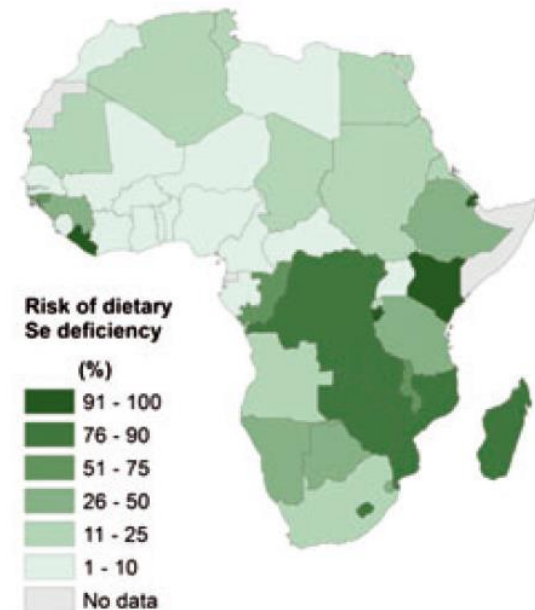 Risk of dietary
Se deficiency
(%)
91 - 100
76 - 90
51 - 75
26 - 50
11 - 25
1 - 10
No data